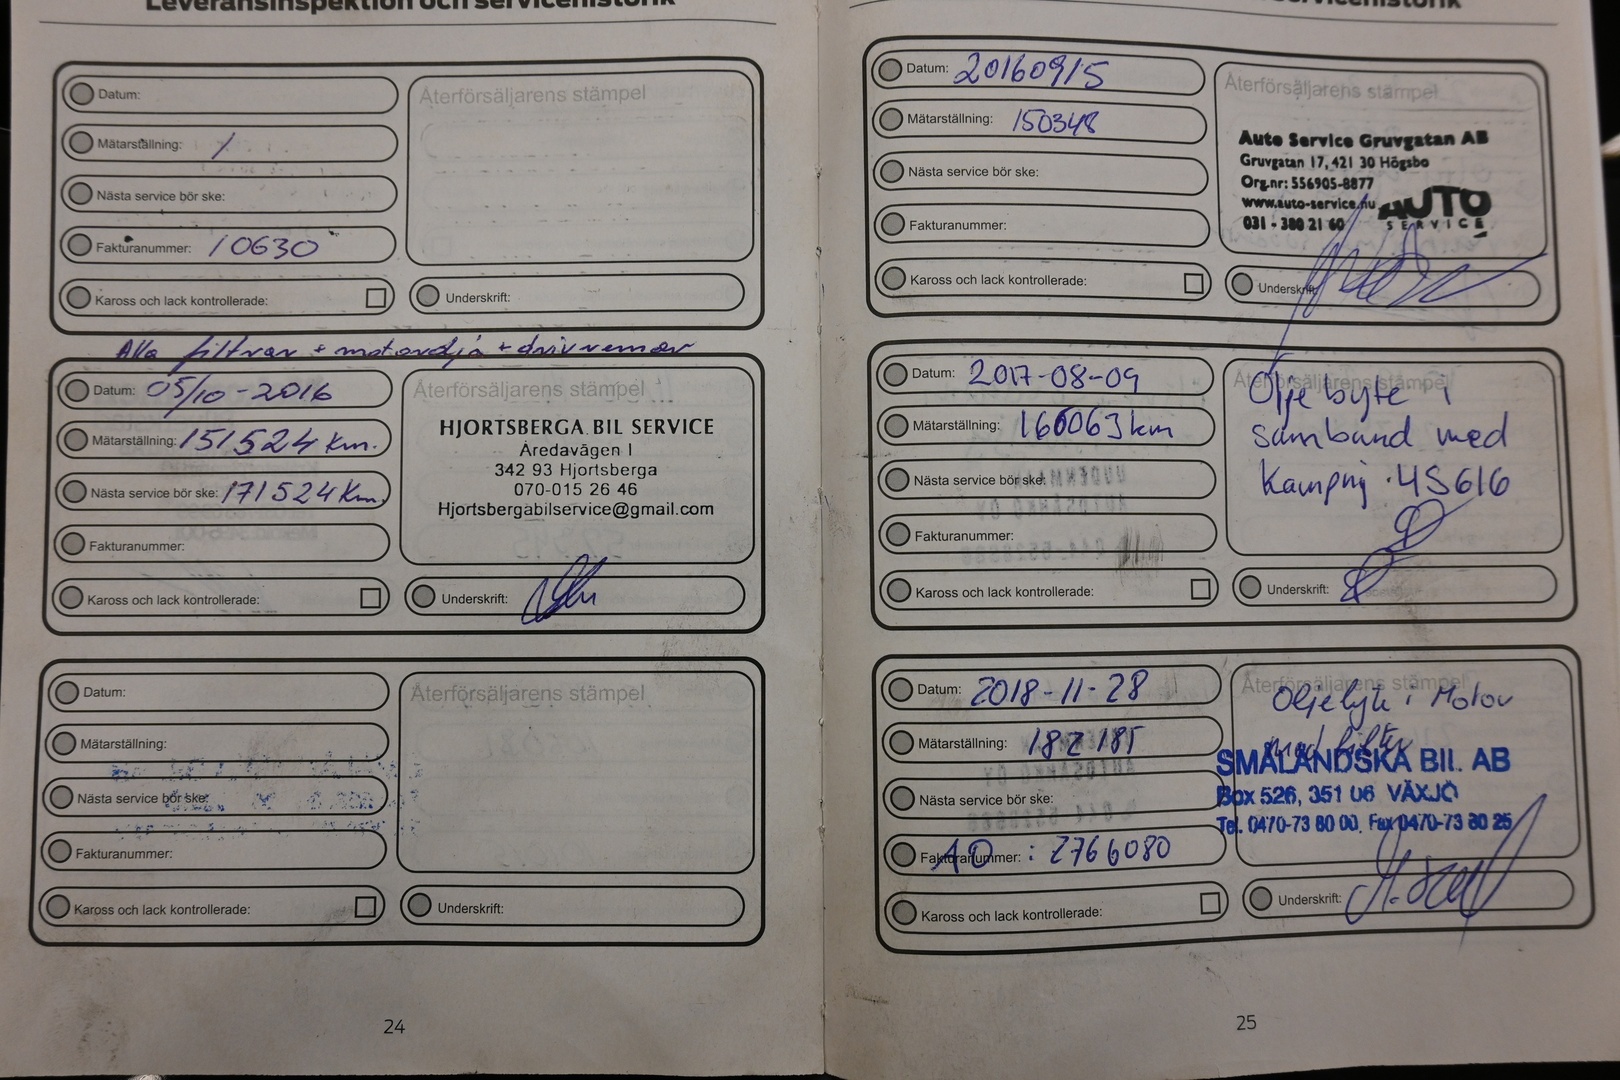 Leveransinspektion och servicehistorik
Datum:
Mätarställning: /
Nästa service bör ske:
Fakturanummer: 10630
Kaross och lack kontrollerade:
Återförsäljarens stämpel
Underskrift:
Alla filtrar + motorolja + drivremmar
Datum: 05/10-2016
Mätarställning: 151524 km.
Nästa service bör ske: 171524 Km.
Fakturanummer:
Kaross och lack kontrollerade:
Återförsäljarens stämpel
HJORTSBERGA BIL SERVICE
Åredavägen 1
342 93 Hjortsberga
070-015 26 46
Hjortsbergabilservice@gmail.com
Underskrift:
Datum:
Mätarställning:
Nästa service bör ske:
Fakturanummer:
Kaross och lack kontrollerade:
Återförsäljarens stämpel
Underskrift:
24
servicehistorik
Datum: 20160915
Mätarställning: 150348
Nästa service bör ske:
Fakturanummer:
Kaross och lack kontrollerade:
Återförsäljarens stämpel
Auto Service Gruvgatan AB
Gruvgatan 17, 421 30 Högsbo
Org.nr: 556905-8877
www.auto-service.nu
031 - 380 21 60
AUTO
SERVICE
Underskrift:
Datum: 2017-08-09
Mätarställning: 160063 km
Nästa service bör ske:
Fakturanummer:
Kaross och lack kontrollerade:
Återförsäljarens stämpel
Olje byte i
samband med
Kampnj. 45616
Underskrift:
Datum: 2018-11-28
Mätarställning: 182185
Nästa service bör ske:
Fakturanummer: AO: 2766080
Kaross och lack kontrollerade:
Återförsäljarens stämpel
Oljebyte i Motor
med filter
SMÅLÄNDSKA BIL AB
Box 526, 351 06 VÄXJÖ
Tel. 0470-73 80 00. Fax 0470-73 80 25
Underskrift:
25